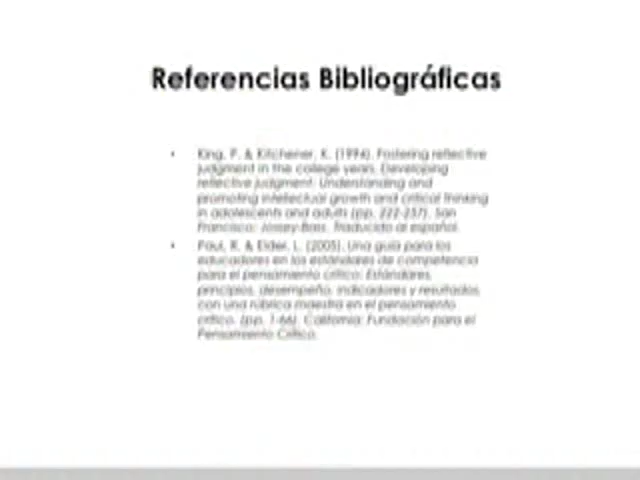 Referencias Bibliográficas
• King, P. & Kitchener, K. (1994). Fostering reflective
judgment in the college years. Developing
reflective judgment: Understanding and
promoting intellectual growth and critical thinking
in adolescents and adults (pp. 222-257). San
Francisco: Jossey-Bass. Traducido al español.
• Paul, R. & Elder, L. (2005). Una guía para los
educadores en los estándares de competencia
para el pensamiento crítico: Estándares,
principios, desempeño, indicadores y resultados,
con una rúbrica maestra en el pensamiento
crítico. (pp. 1-66). California: Fundación para el
Pensamiento Crítico.